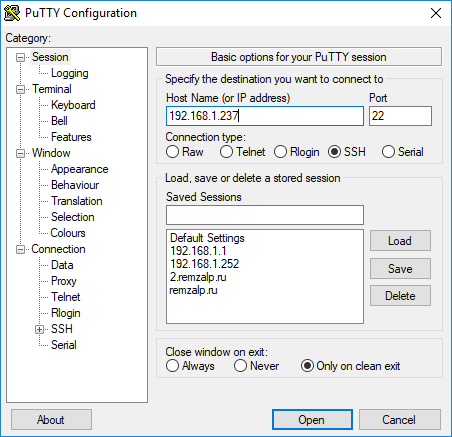 PuTTY Configuration
Category:
Session
Logging
Terminal
Keyboard
Bell
Features
Window
Appearance
Behaviour
Translation
Selection
Colours
Connection
Data
Proxy
Telnet
Rlogin
SSH
Serial
Basic options for your PuTTY session
Specify the destination you want to connect to
Host Name (or IP address) Port
192.168.1.237 22
Connection type:
Raw Telnet Rlogin SSH Serial
Load, save or delete a stored session
Saved Sessions
Default Settings
192.168.1.1
192.168.1.252
2.remzalp.ru
remzalp.ru
Load
Save
Delete
Close window on exit:
Always Never Only on clean exit
About Open Cancel